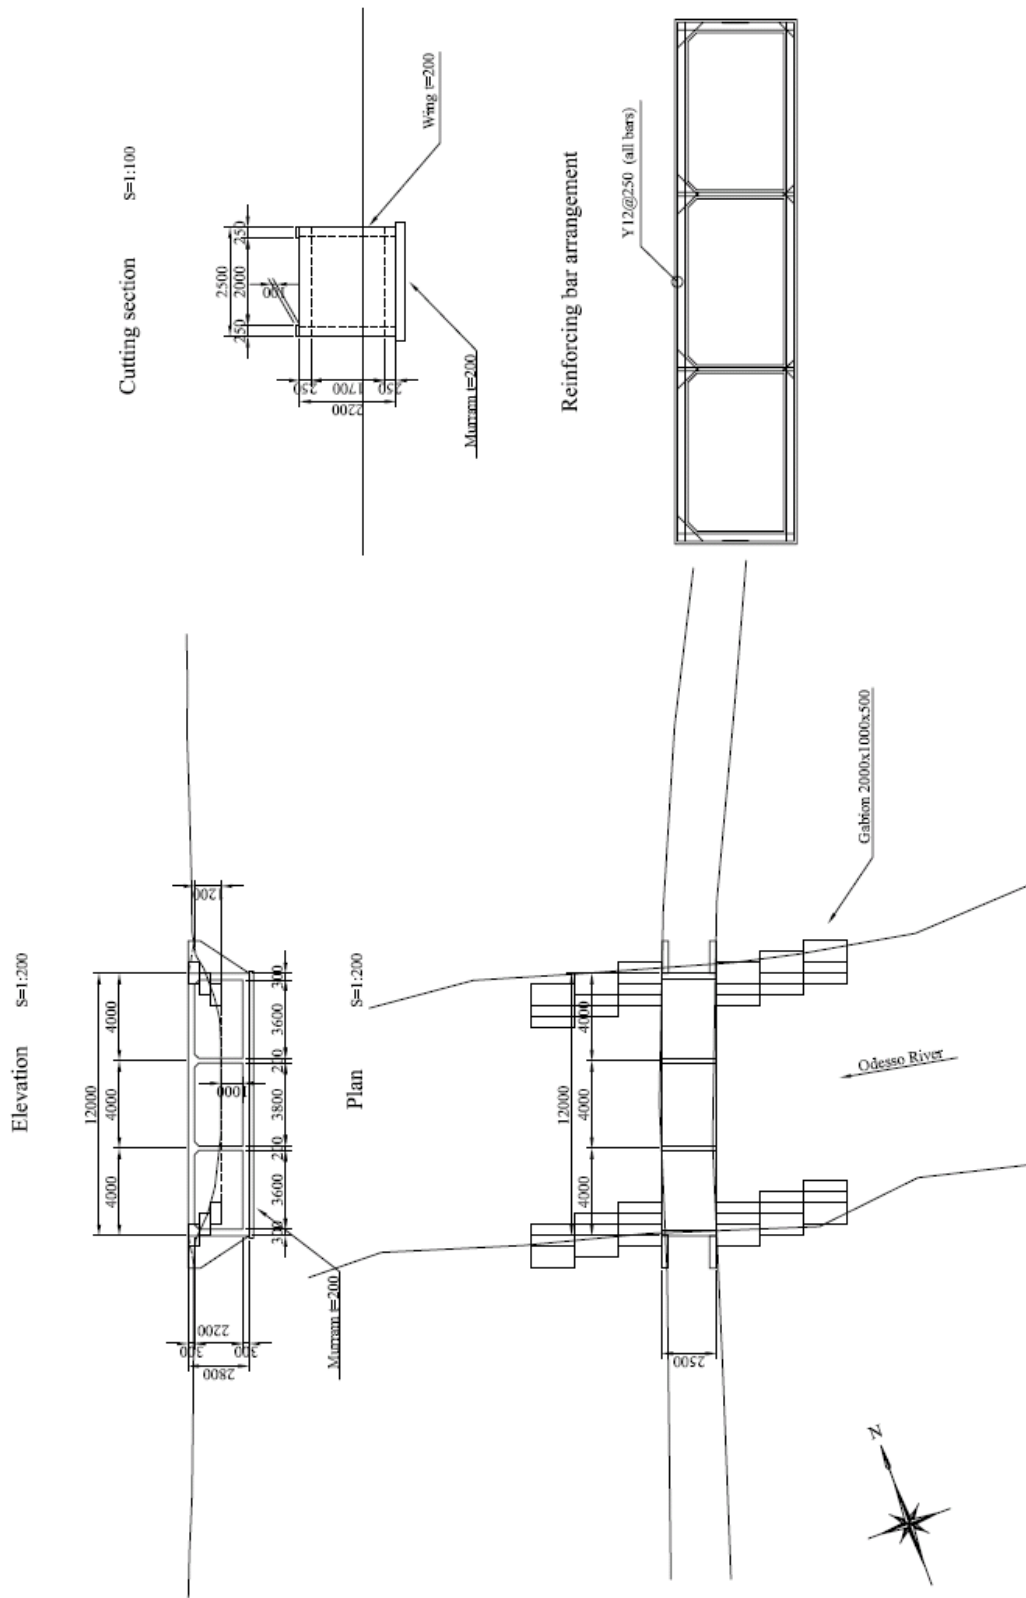 Elevation S=1:200
12000
4000 4000 4000
1200
1000
300 3600 200 3800 200 3600 300
300 2200 300
2800
Murram t=200
Plan S=1:200
12000
4000 4000 4000
2500
Odesso River
Gabion 2000x1000x500
N
Cutting section S=1:100
2500
250 2000 250
100
250 1700 250
2200
Wing t=200
Murram t=200
Reinforcing bar arrangement
Y12@250 (all bars)